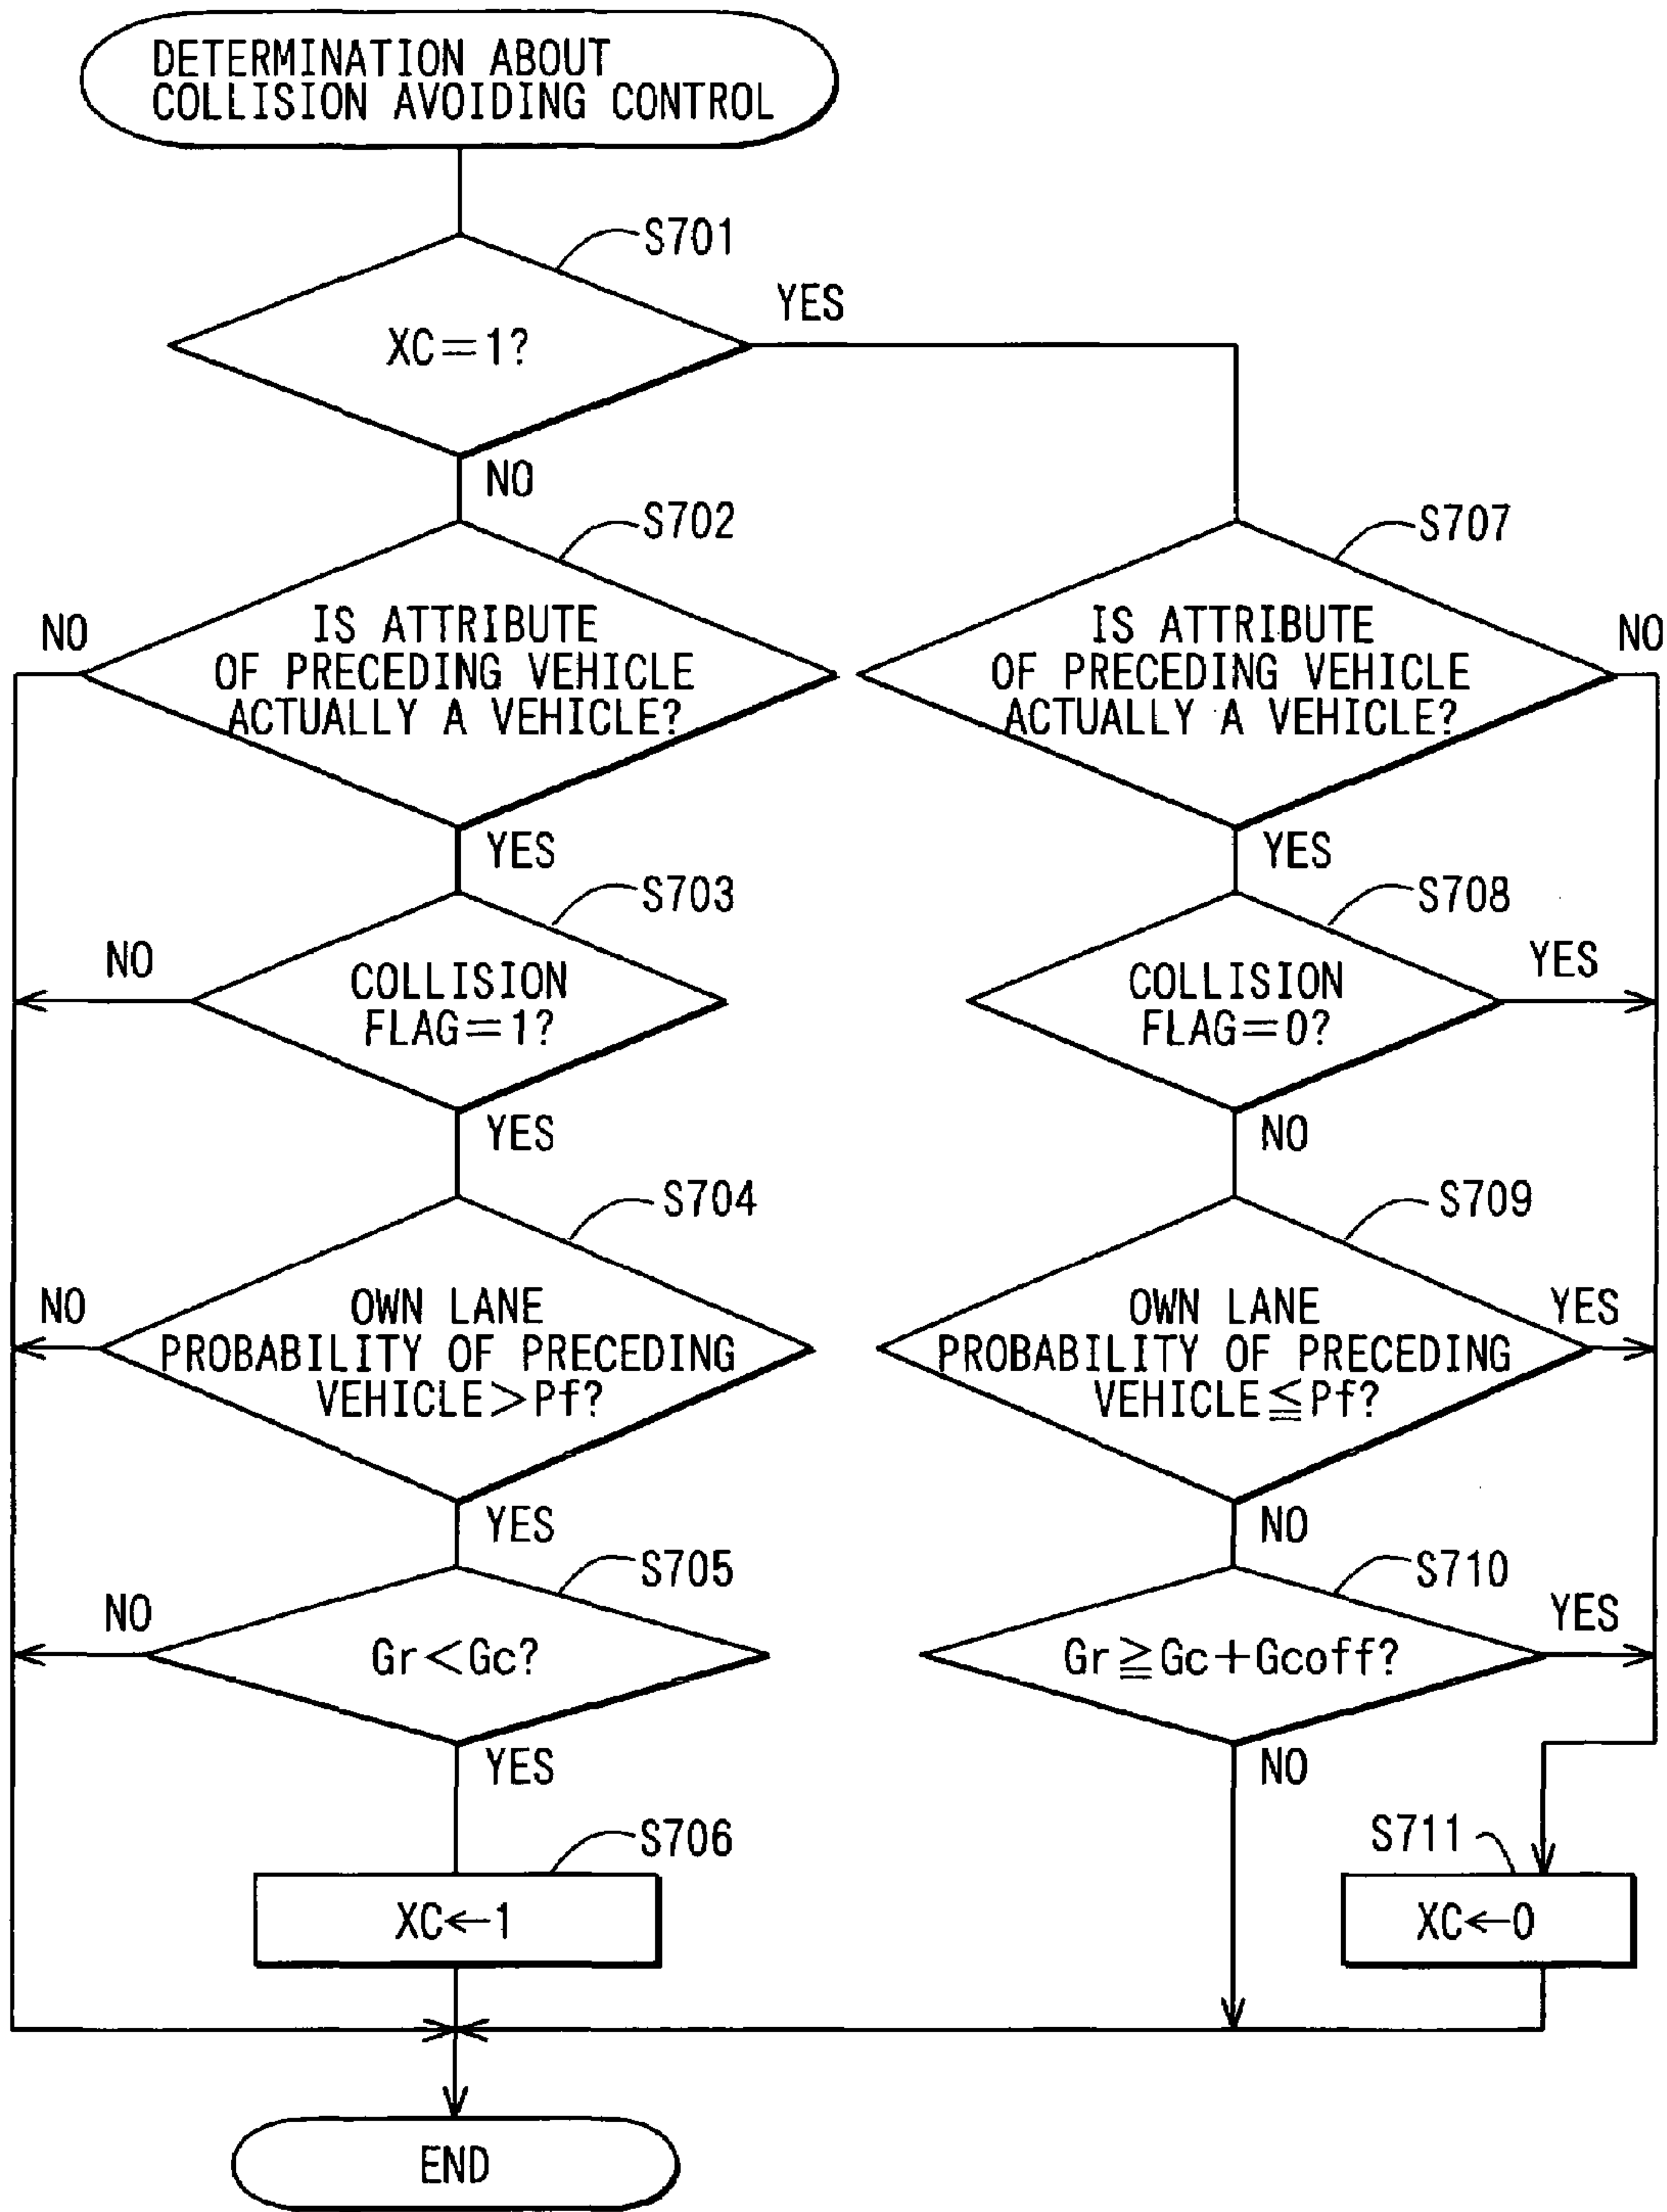 DETERMINATION ABOUT
COLLISION AVOIDING CONTROL
S701
XC=1?
YES
NO
S702
NO
IS ATTRIBUTE
OF PRECEDING VEHICLE
ACTUALLY A VEHICLE?
YES
S703
NO
COLLISION
FLAG=1?
YES
S704
NO
OWN LANE
PROBABILITY OF PRECEDING
VEHICLE>Pf?
YES
S705
NO
Gr<Gc?
YES
S706
XC←1
S707
NO
IS ATTRIBUTE
OF PRECEDING VEHICLE
ACTUALLY A VEHICLE?
YES
S708
YES
COLLISION
FLAG=0?
NO
S709
YES
OWN LANE
PROBABILITY OF PRECEDING
VEHICLE≦Pf?
NO
S710
YES
Gr≧Gc+Gcoff?
NO
S711
XC←0
END